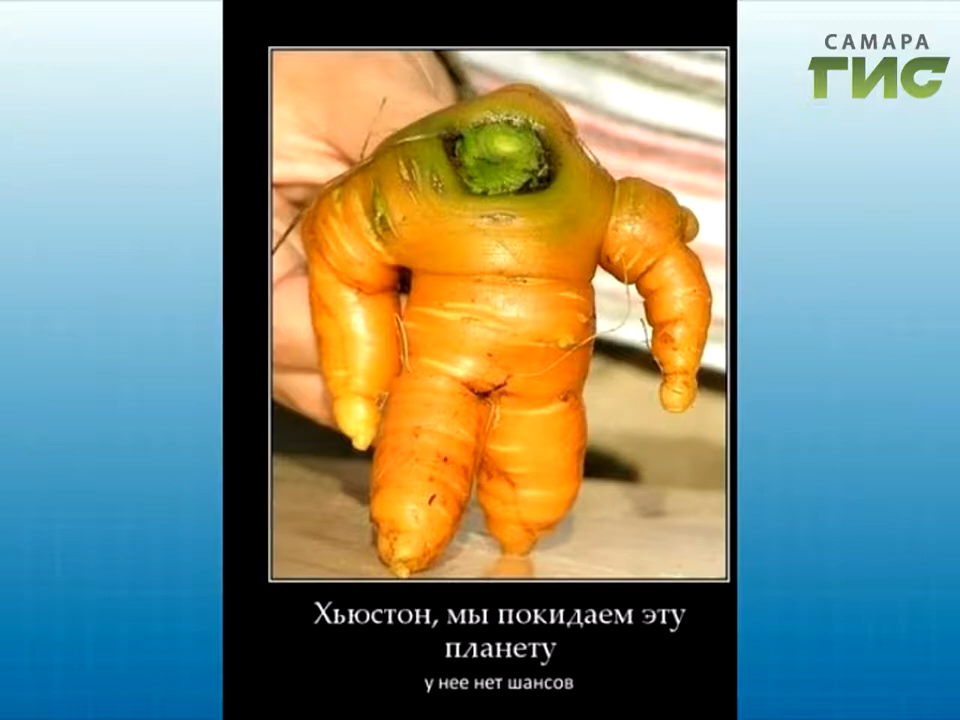 САМАРА
ГИС
Хьюстон, мы покидаем эту
планету
у нее нет шансов